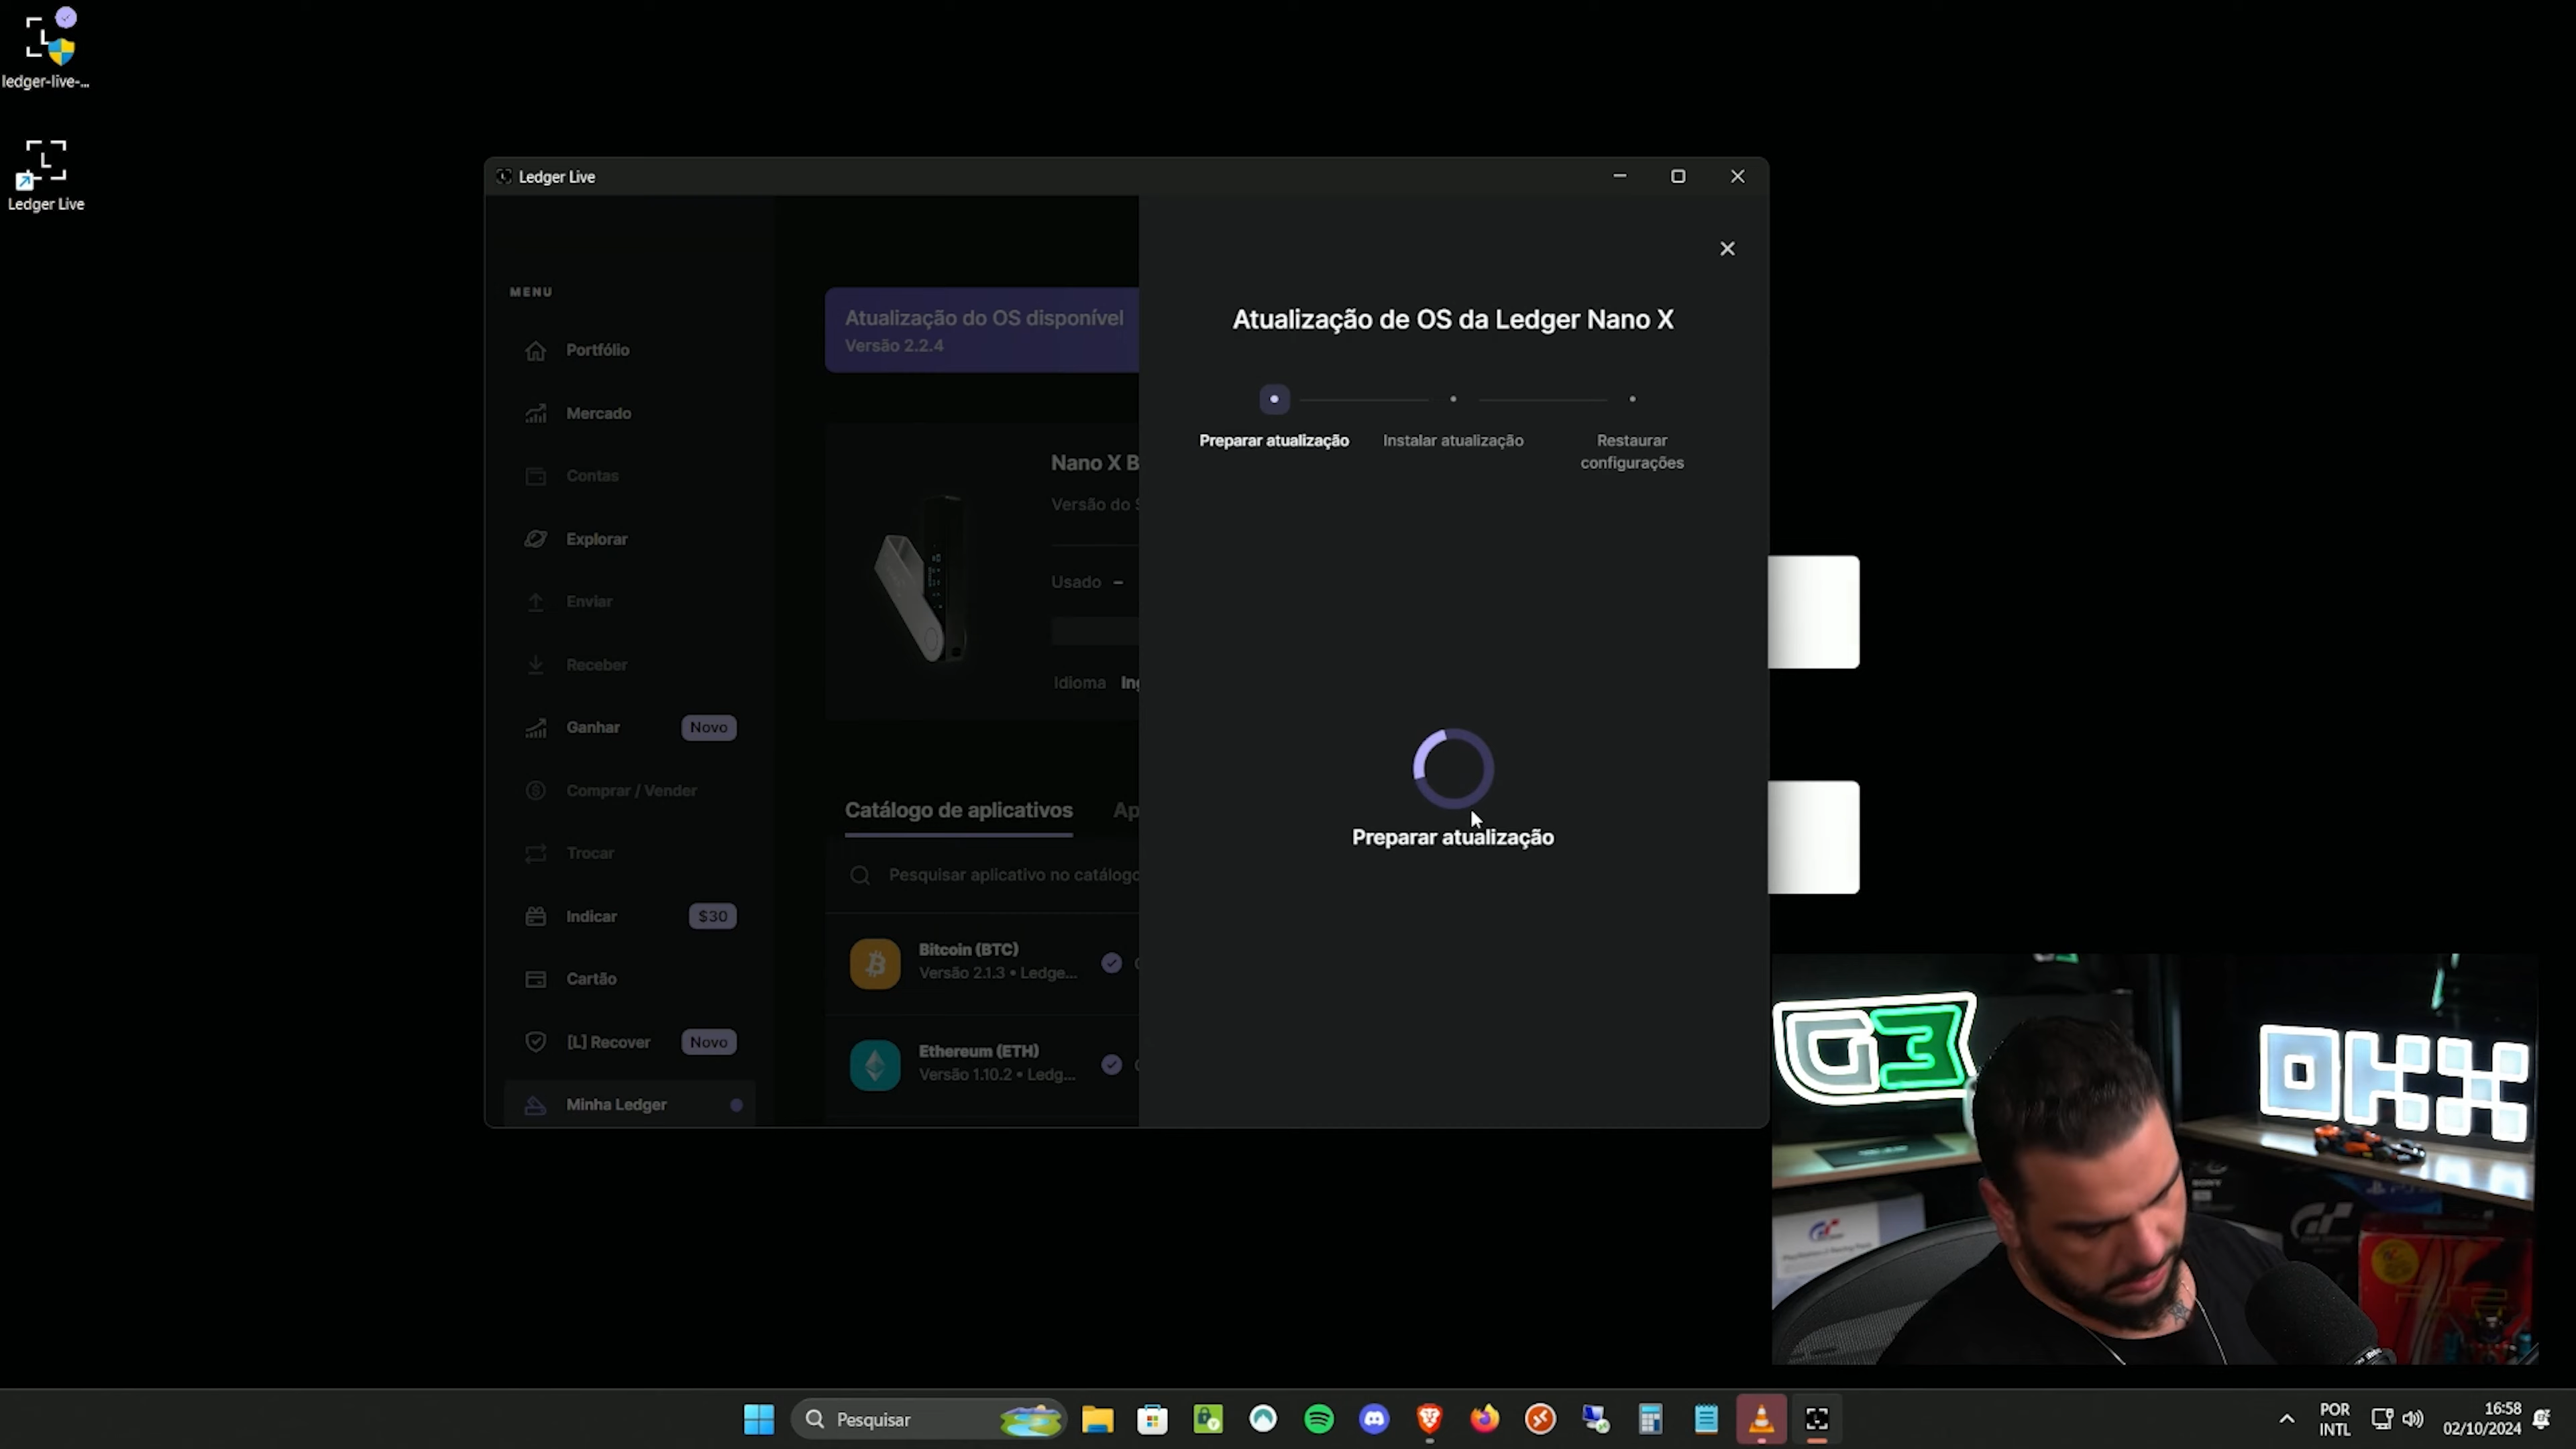 ledger-live-...
Ledger Live
Ledger Live
MENU
Portfólio
Mercado
Contas
Explorar
Enviar
Receber
Ganhar
Novo
Comprar / Vender
Trocar
Indicar
$30
Cartão
[L] Recover
Novo
Minha Ledger
Atualização do OS disponível
Versão 2.2.4
Nano X B
Versão do S
Usado –
Idioma
Catálogo de aplicativos
Ap
Pesquisar aplicativo no catálogo
Bitcoin (BTC)
Versão 2.1.3 • Ledge...
Ethereum (ETH)
Versão 1.10.2 • Ledg...
Atualização de OS da Ledger Nano X
Preparar atualização
Instalar atualização
Restaurar
configurações
Preparar atualização
G3
OKX
SONY
Pesquisar
POR
INTL
16:58
02/10/2024